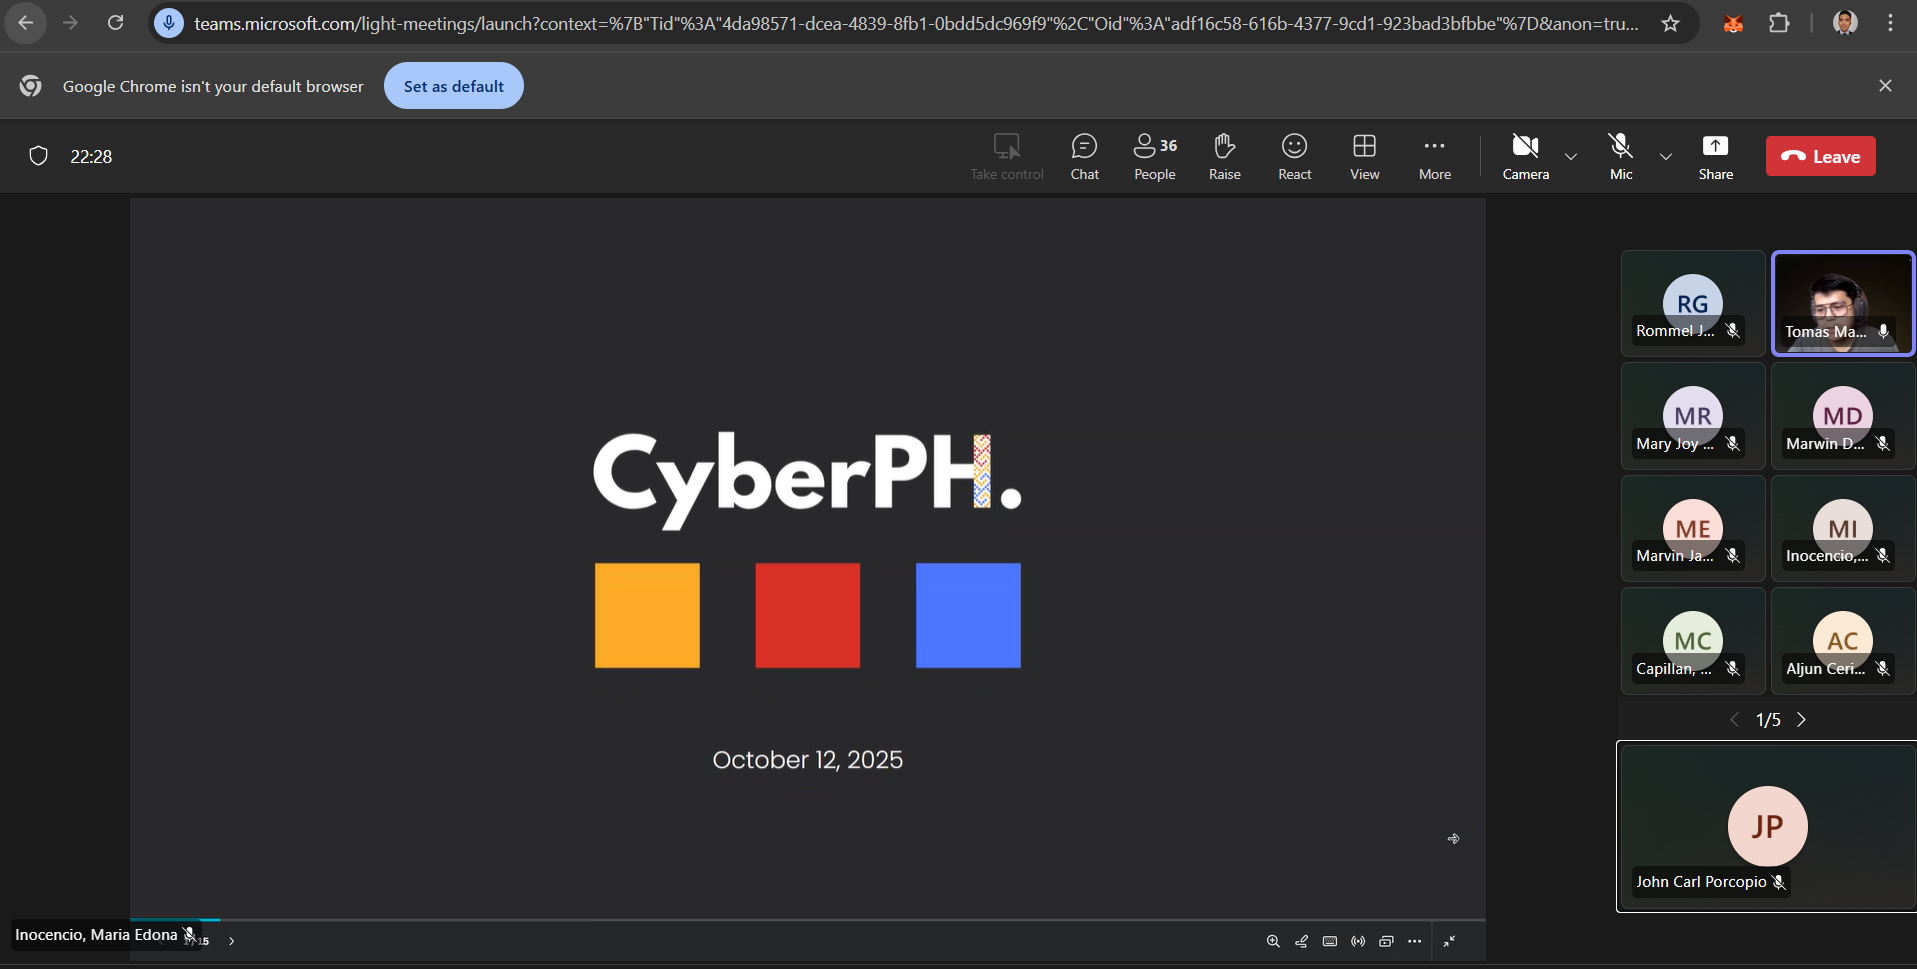 teams.microsoft.com/light-meetings/launch?context=%7B"Tid"%3A"4da98571-dcea-4839-8fb1-0bdd5dc969f9"%2C"Oid"%3A"adf16c58-616b-4377-9cd1-923bad3bfbbe"%7D&anon=tru...
Google Chrome isn't your default browser
Set as default
22:28
Take control
Chat
36
People
Raise
React
View
More
Camera
Mic
Share
Leave
CyberPH.
October 12, 2025
RG
Rommel J...
Tomas Ma...
MR
Mary Joy ...
MD
Marwin D...
ME
Marvin Ja...
MI
Inocencio,...
MC
Capillan, ...
AC
Aljun Ceri...
1/5
JP
John Carl Porcopio
Inocencio, Maria Edona